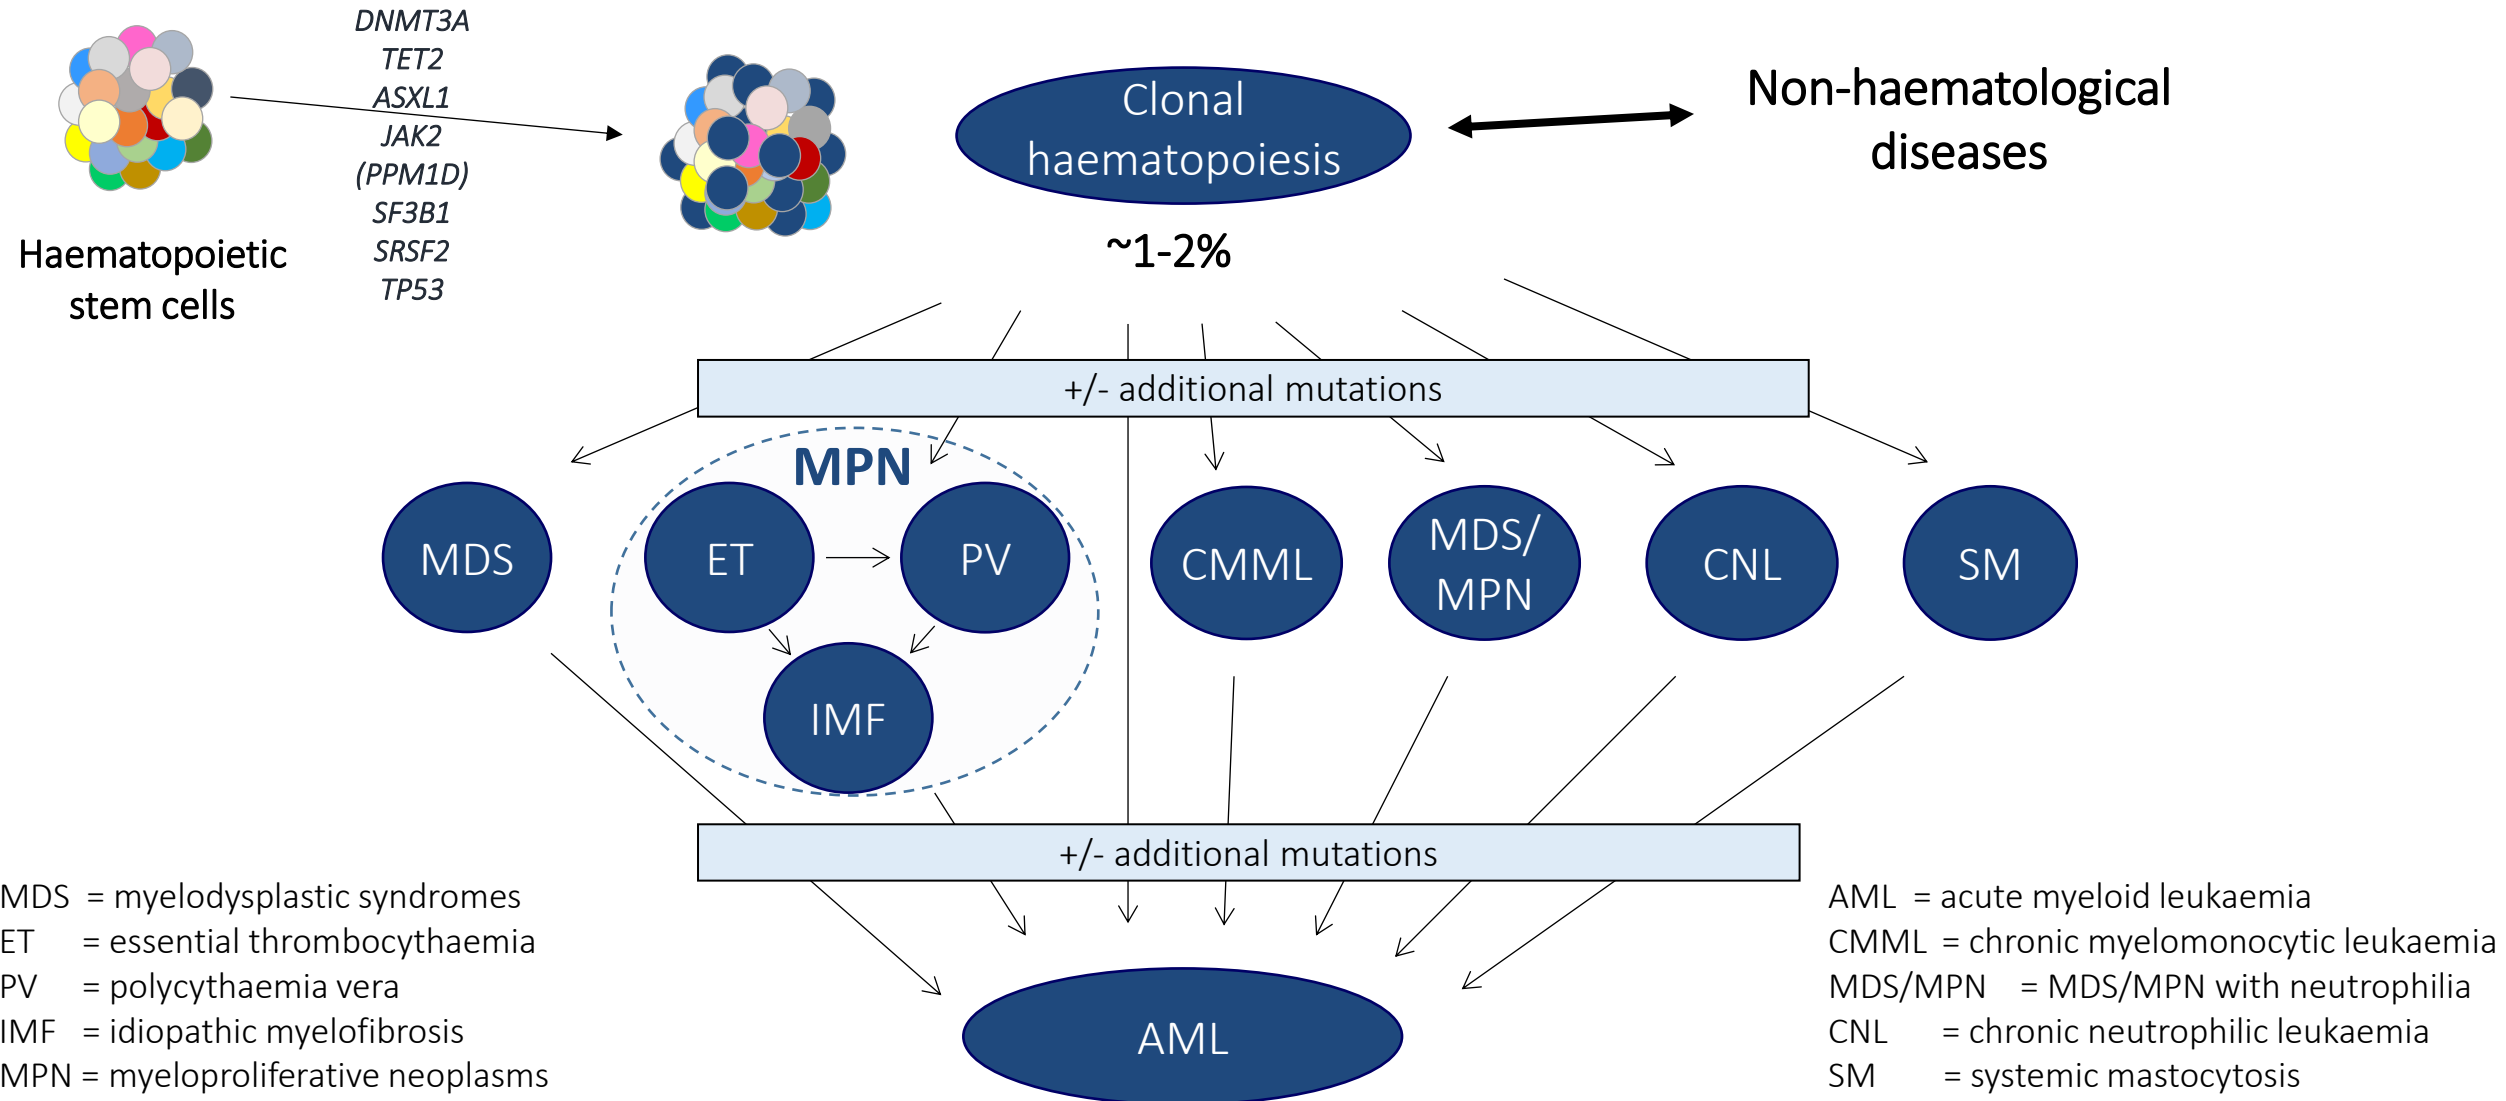 DNMT3A
TET2
ASXL1
JAK2
(PPM1D)
SF3B1
SRSF2
TP53
Haematopoietic
stem cells
Clonal
haematopoiesis
~1-2%
Non-haematological
diseases
+/- additional mutations
MPN
MDS
ET
PV
IMF
CMML
MDS/
MPN
CNL
SM
+/- additional mutations
AML
MDS = myelodysplastic syndromes
ET = essential thrombocythaemia
PV = polycythaemia vera
IMF = idiopathic myelofibrosis
MPN = myeloproliferative neoplasms
AML = acute myeloid leukaemia
CMML = chronic myelomonocytic leukaemia
MDS/MPN = MDS/MPN with neutrophilia
CNL = chronic neutrophilic leukaemia
SM = systemic mastocytosis